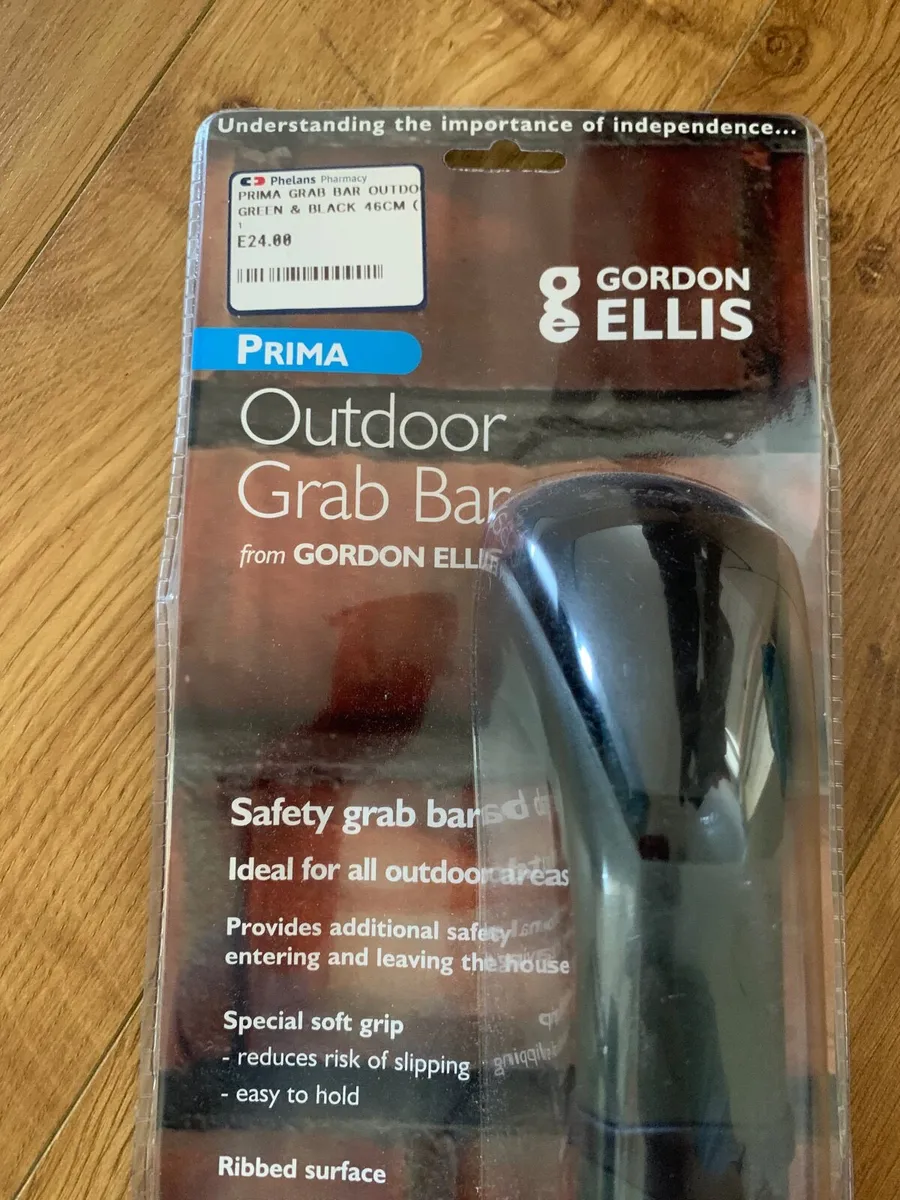 Understanding the importance of independence...
Phelans Pharmacy
PRIMA GRAB BAR OUTDO
GREEN & BLACK 46CM (
)
E24.00
ge
GORDON
ELLIS
PRIMA
Outdoor
Grab Bar
from GORDON ELLIS
Safety grab bar
Ideal for all outdoor areas
Provides additional safety
entering and leaving the house
Special soft grip
- reduces risk of slipping
- easy to hold
Ribbed surface